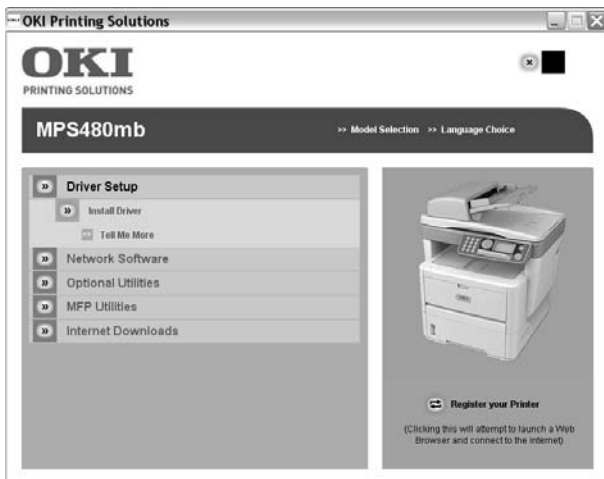 OKI Printing Solutions
OKI
PRINTING SOLUTIONS
MPS480mb
>> Model Selection >> Language Choice
Driver Setup
Install Driver
Tell Me More
Network Software
Optional Utilities
MFP Utilities
Internet Downloads
Register your Printer
(Clicking this will attempt to launch a Web
Browser and connect to the internet)